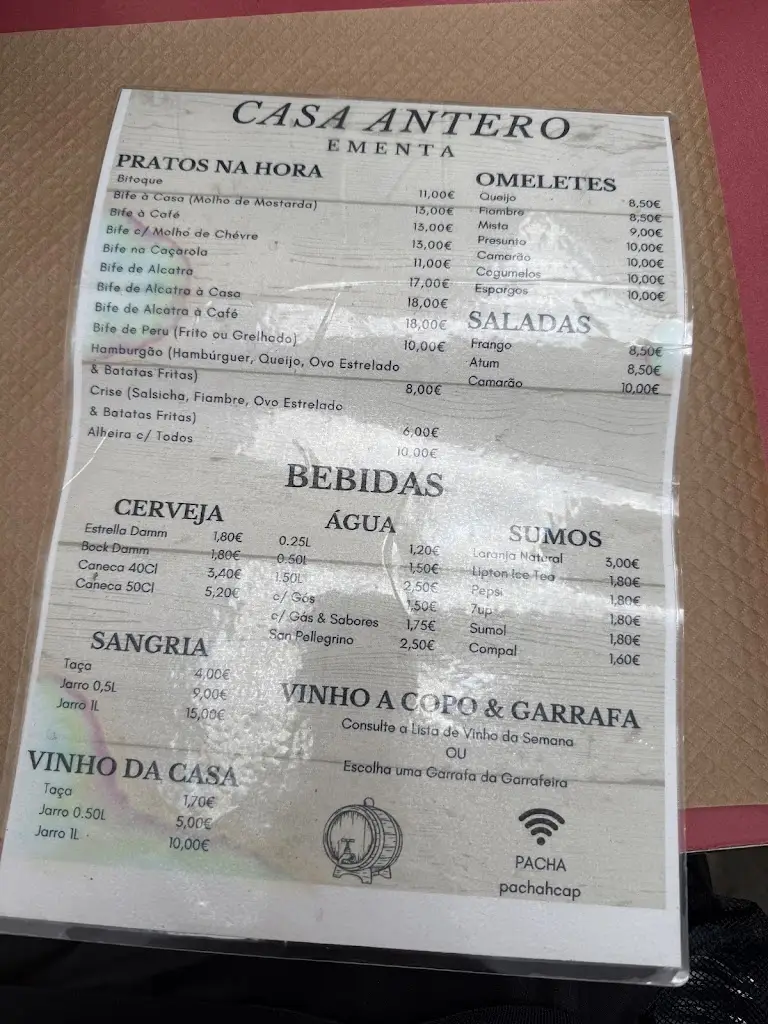 CASA ANTERO
EMENTA
PRATOS NA HORA
Bitoque 11,00€
Bife à Casa (Molho de Mostarda) 13,00€
Bife à Café 13,00€
Bife c/ Molho de Chévre 13,00€
Bife na Caçarola 11,00€
Bife de Alcatra 17,00€
Bife de Alcatra à Casa 18,00€
Bife de Alcatra à Café 18,00€
Bife de Peru (Frito ou Grelhado) 10,00€
Hamburgão (Hambúrguer, Queijo, Ovo Estrelado
& Batatas Fritas) 8,00€
Crise (Salsicha, Fiambre, Ovo Estrelado
& Batatas Fritas) 6,00€
Alheira c/ Todos 10,00€
OMELETES
Queijo 8,50€
Fiambre 8,50€
Mista 9,00€
Presunto 10,00€
Camarão 10,00€
Cogumelos 10,00€
Espargos 10,00€
SALADAS
Frango 8,50€
Atum 8,50€
Camarão 10,00€
BEBIDAS
CERVEJA
Estrella Damm 1,80€
Bock Damm 1,80€
Caneca 40Cl 3,40€
Caneca 50Cl 5,20€
ÁGUA
0.25L 1,20€
0.50l 1,50€
1.50L 2,50€
c/ Gás 1,50€
c/ Gás & Sabores 1,75€
San Pellegrino 2,50€
SUMOS
Laranja Natural 3,00€
Lipton Ice Tea 1,80€
Pepsi 1,80€
7up 1,80€
Sumol 1,80€
Compal 1,60€
SANGRIA
Taça 4,00€
Jarro 0,5L 9,00€
Jarro 1L 15,00€
VINHO A COPO & GARRAFA
Consulte a Lista de Vinho da Semana
OU
Escolha uma Garrafa da Garrafeira
VINHO DA CASA
Taça 1,70€
Jarro 0.50L 5,00€
Jarro 1L 10,00€
PACHA
pachahcap